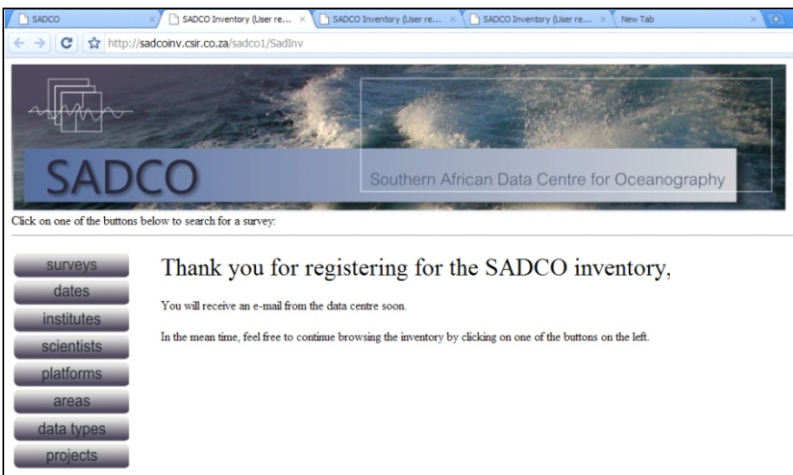 SADCO
SADCO Inventory (User re...
SADCO Inventory (User re...
SADCO Inventory (User re...
New Tab
http://sadcoinv.csir.co.za/sadco1/SadInv
SADCO
Southern African Data Centre for Oceanography
Click on one of the buttons below to search for a survey:
surveys
dates
institutes
scientists
platforms
areas
data types
projects
Thank you for registering for the SADCO inventory,
You will receive an e-mail from the data centre soon.
In the mean time, feel free to continue browsing the inventory by clicking on one of the buttons on the left.